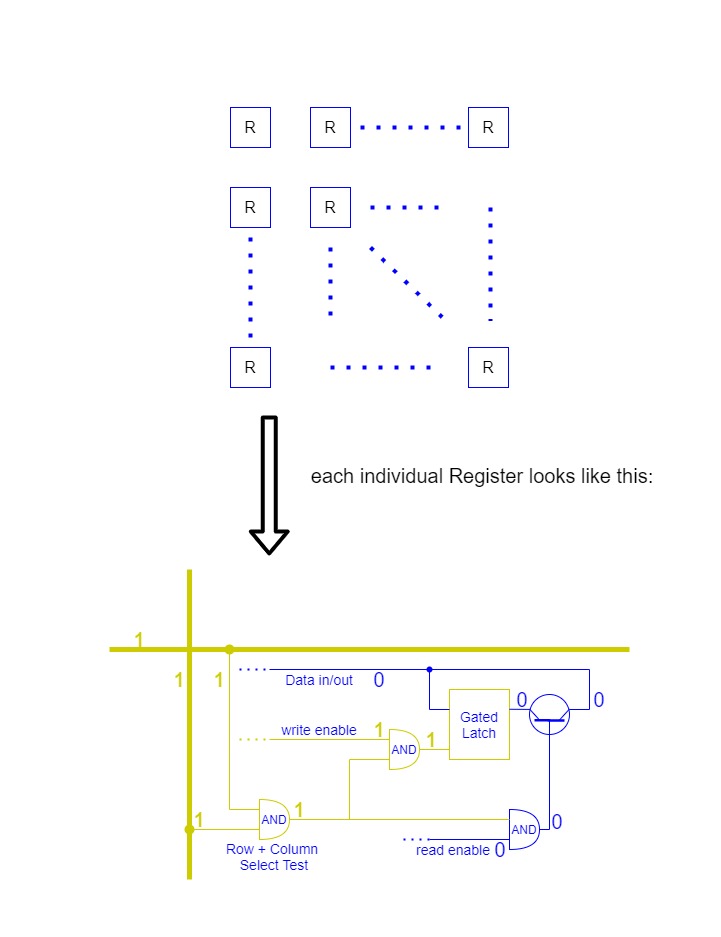 R R R
R R
R R
each individual Register looks like this:
1
1 1
Data in/out 0
0 0
write enable 1
AND 1
Gated
Latch
1 AND 1
Row + Column
Select Test
AND 0
read enable 0